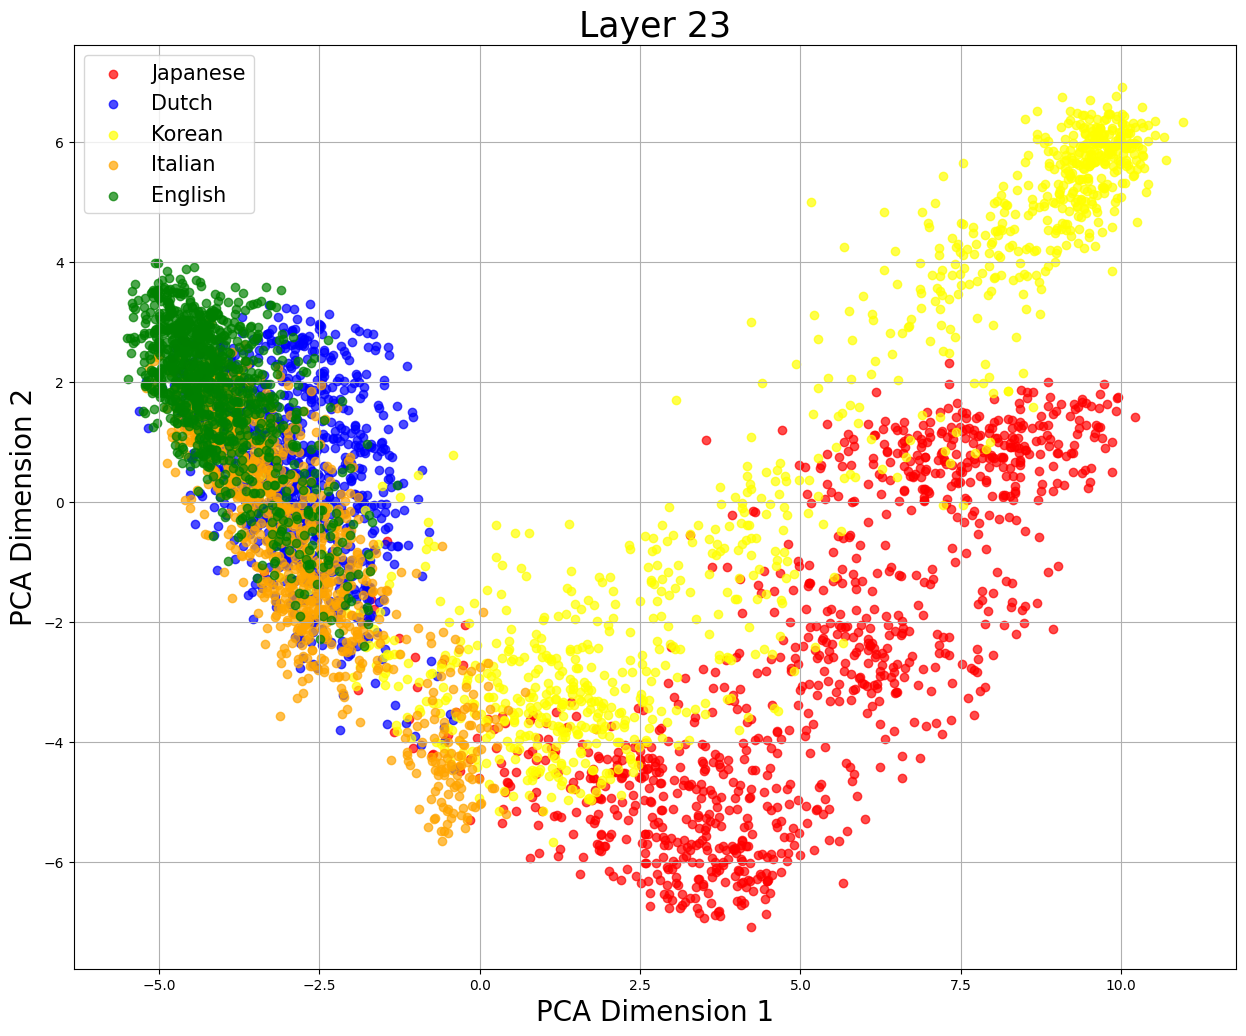 Layer 23
Japanese
Dutch
Korean
Italian
English
6
4
2
0
−2
−4
−6
PCA Dimension 2
−5.0 −2.5 0.0 2.5 5.0 7.5 10.0
PCA Dimension 1